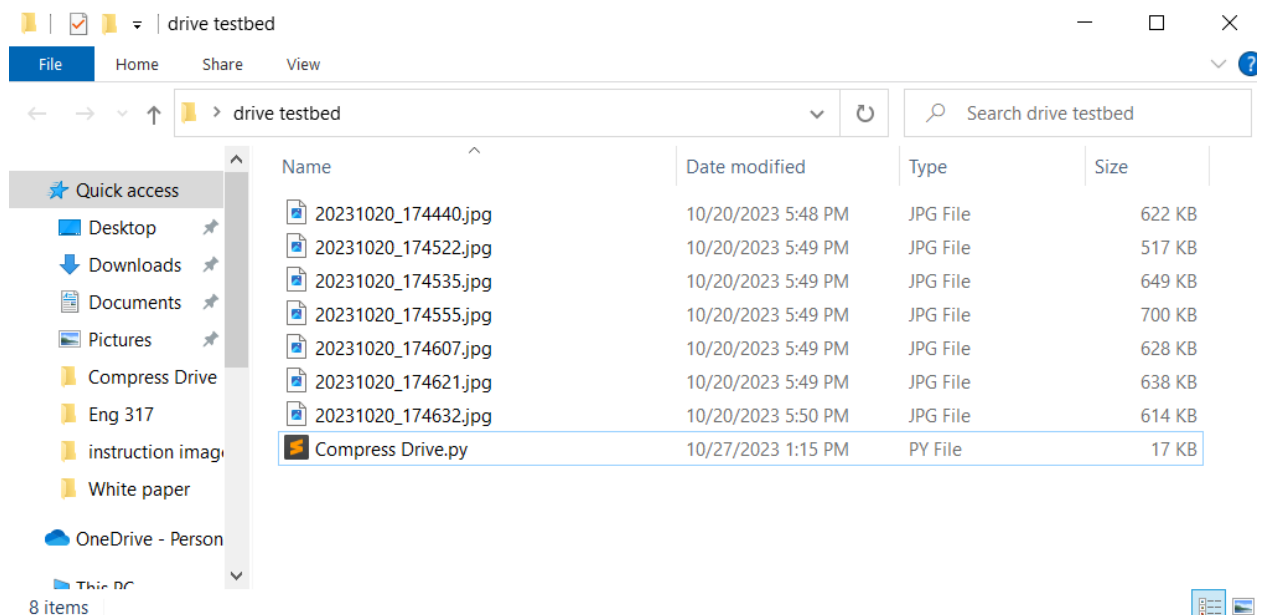 drive testbed
File Home Share View ?
drive testbed Search drive testbed
Name Date modified Type Size
Quick access
Desktop
Downloads
Documents
Pictures
Compress Drive
Eng 317
instruction image
White paper
OneDrive - Person
This PC
20231020_174440.jpg 10/20/2023 5:48 PM JPG File 622 KB
20231020_174522.jpg 10/20/2023 5:49 PM JPG File 517 KB
20231020_174535.jpg 10/20/2023 5:49 PM JPG File 649 KB
20231020_174555.jpg 10/20/2023 5:49 PM JPG File 700 KB
20231020_174607.jpg 10/20/2023 5:49 PM JPG File 628 KB
20231020_174621.jpg 10/20/2023 5:49 PM JPG File 638 KB
20231020_174632.jpg 10/20/2023 5:50 PM JPG File 614 KB
Compress Drive.py 10/27/2023 1:15 PM PY File 17 KB
8 items